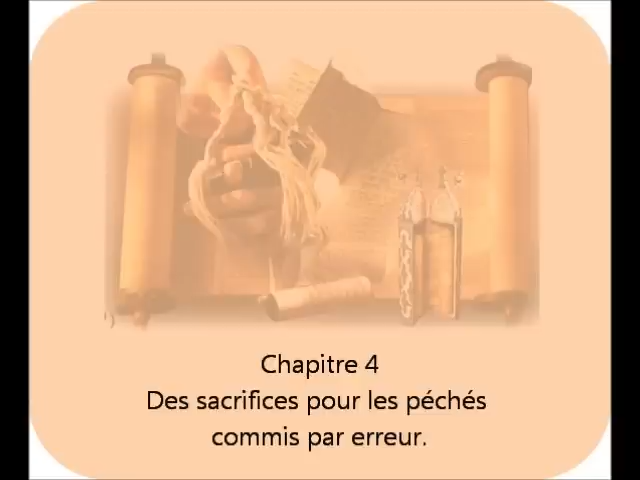 Chapitre 4
Des sacrifices pour les péchés
commis par erreur.